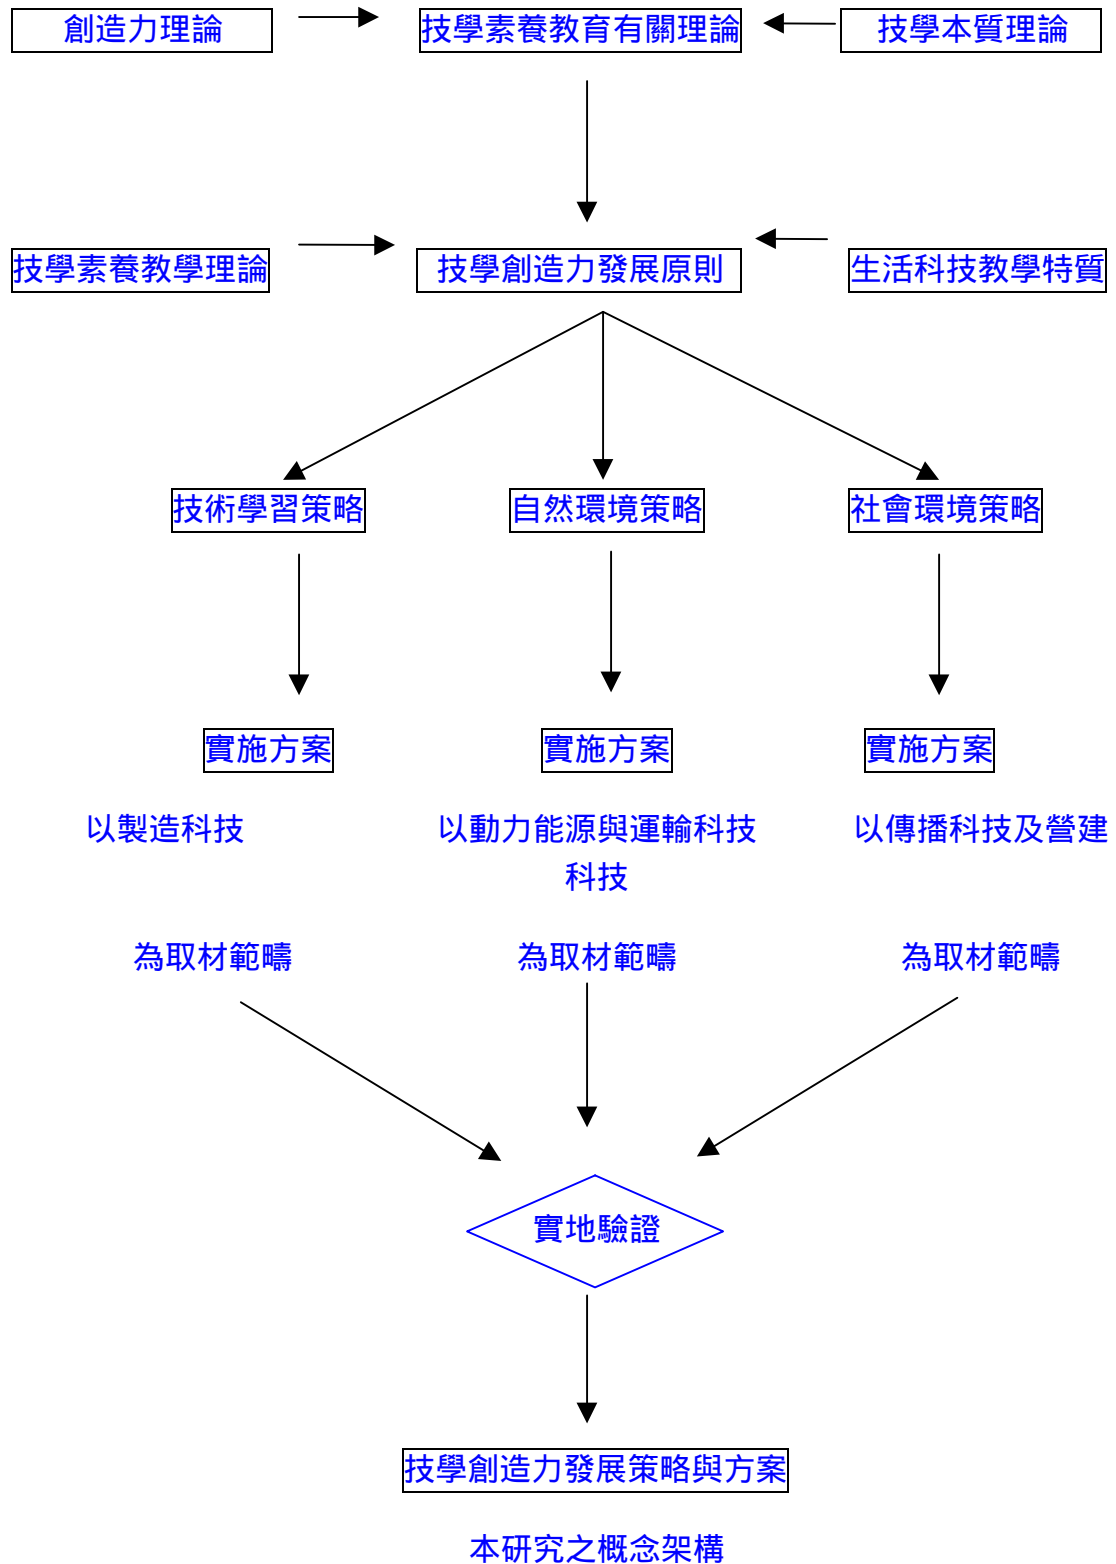 創造力理論
技學素養教育有關理論
技學本質理論
技學素養教學理論
技學創造力發展原則
生活科技教學特質
技術學習策略
自然環境策略
社會環境策略
實施方案
實施方案
實施方案
以製造科技
以動力能源與運輸科技
以傳播科技及營建
科技
為取材範疇
為取材範疇
為取材範疇
實地驗證
技學創造力發展策略與方案
本研究之概念架構